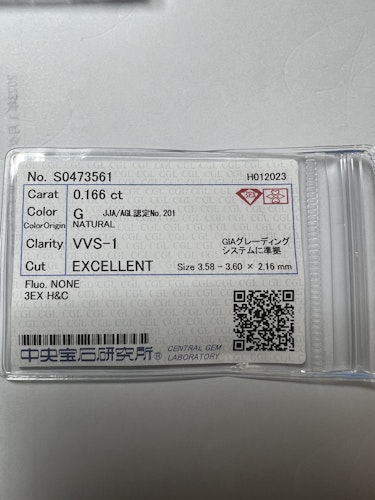 No. S0473561 H012023
Carat 0.166 ct
Color G JJA/AGL認定No.201
ColorOrigin NATURAL
Clarity VVS-1 GIAグレーディング
システムに準拠
Cut EXCELLENT Size 3.58 - 3.60 × 2.16 mm
Fluo. NONE
3EX H&C
中央宝石研究所® CENTRAL GEM
LABORATORY